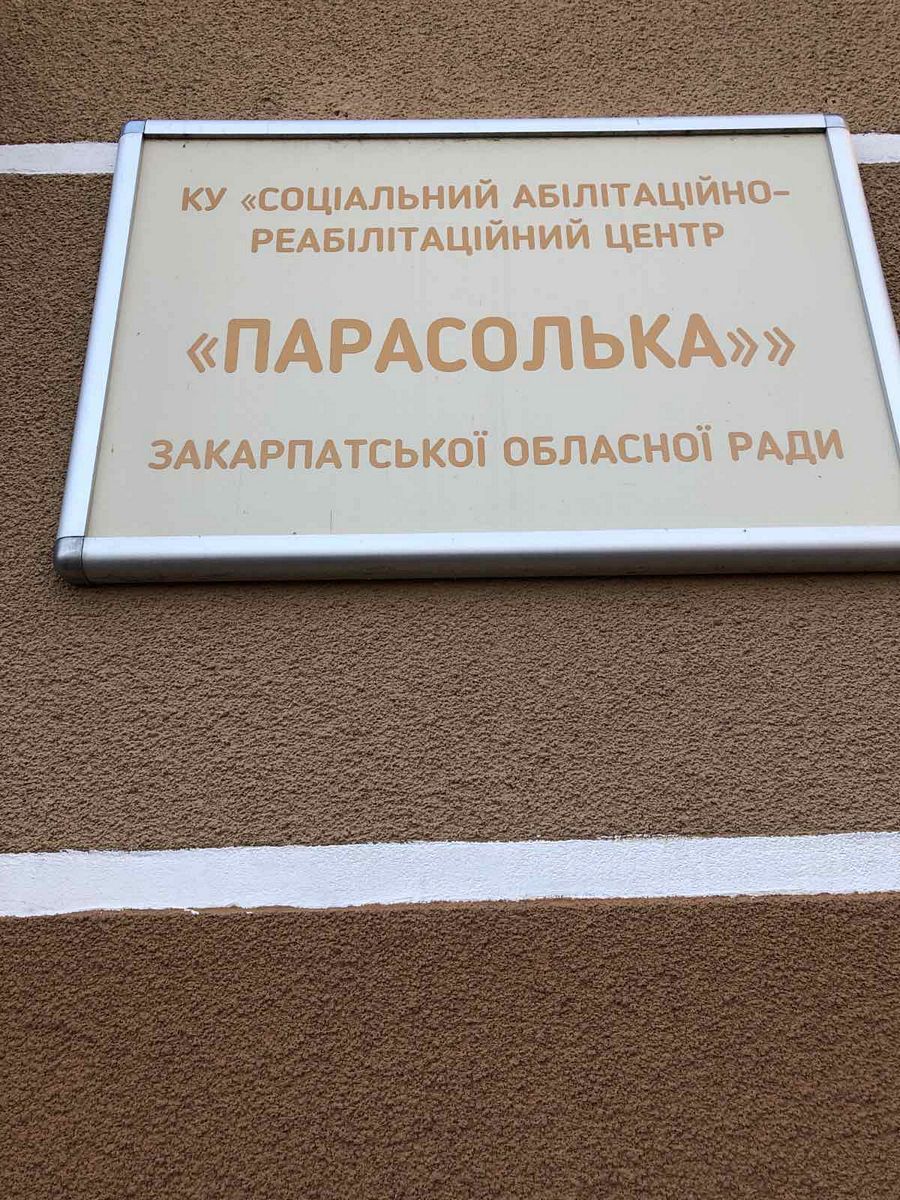 КУ «СОЦІАЛЬНИЙ АБІЛІТАЦІЙНО-
РЕАБІЛІТАЦІЙНИЙ ЦЕНТР
«ПАРАСОЛЬКА»»
ЗАКАРПАТСЬКОЇ ОБЛАСНОЇ РАДИ